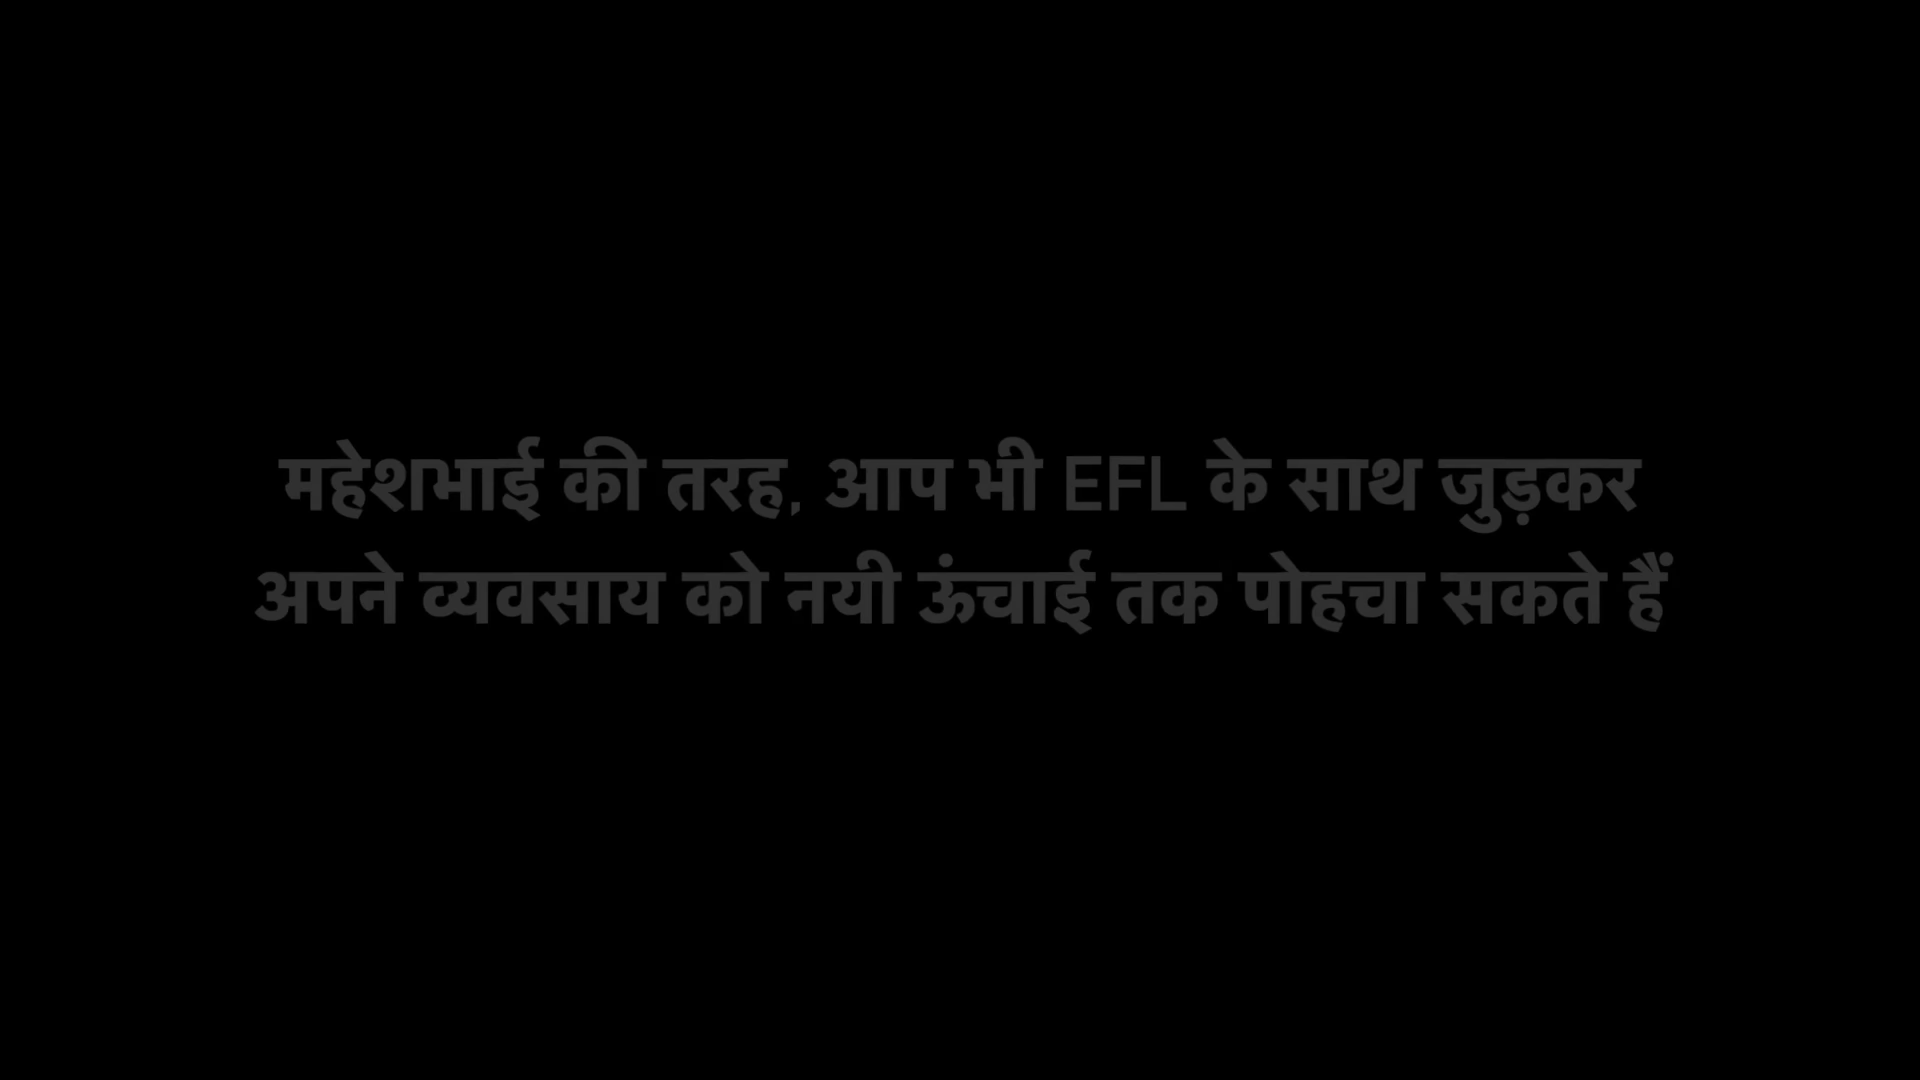 महेशभाई की तरह, आप भी EFL के साथ जुड़कर
अपने व्यवसाय को नयी ऊंचाई तक पोहचा सकते हैं